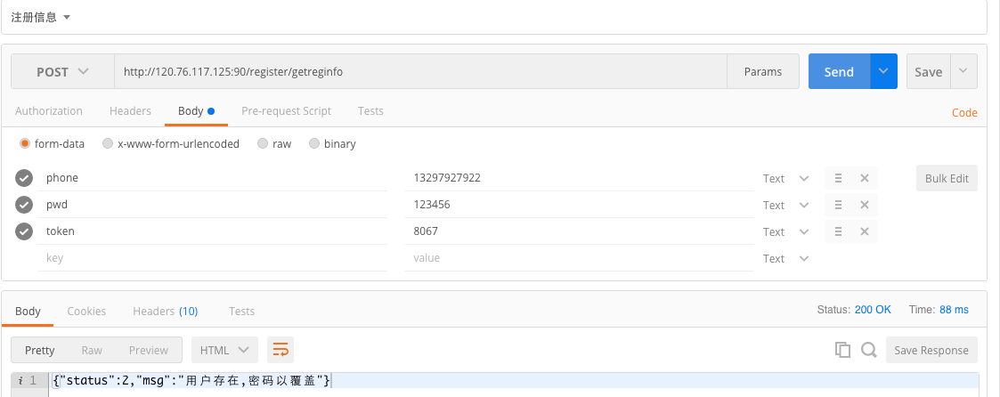 注册信息
POST http://120.76.117.125:90/register/getreginfo Params Send Save
Authorization Headers Body Pre-request Script Tests Code
form-data x-www-form-urlencoded raw binary
phone 13297927922 Text Bulk Edit
pwd 123456 Text
token 8067 Text
key value Text
Body Cookies Headers (10) Tests Status: 200 OK Time: 88 ms
Pretty Raw Preview HTML Save Response
i 1 {"status":2,"msg":"用户存在,密码以覆盖"}